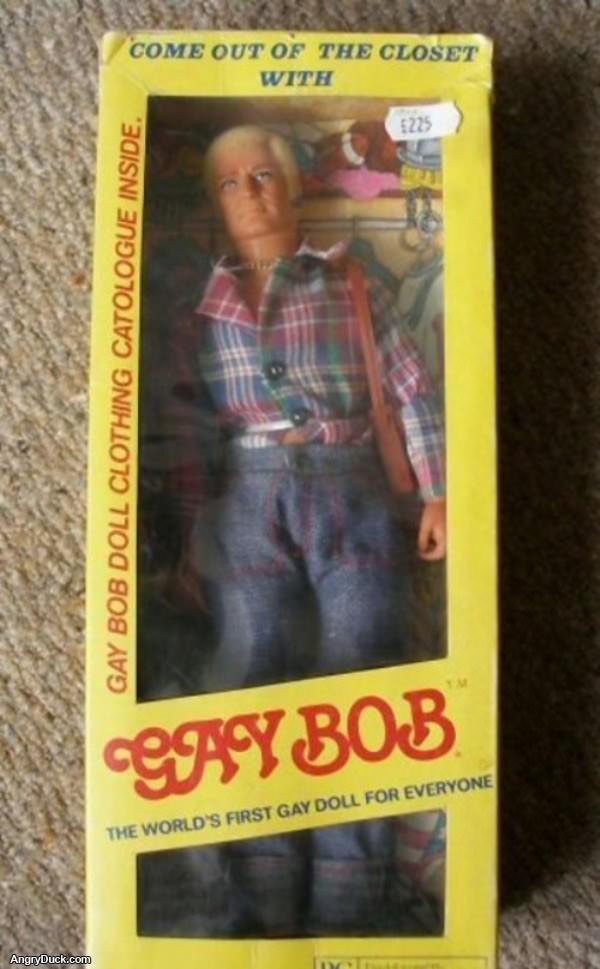 COME OUT OF THE CLOSET
WITH
£225
GAY BOB DOLL CLOTHING CATOLOGUE INSIDE.
GAY BOB
TM
THE WORLD'S FIRST GAY DOLL FOR EVERYONE
AngryDuck.com